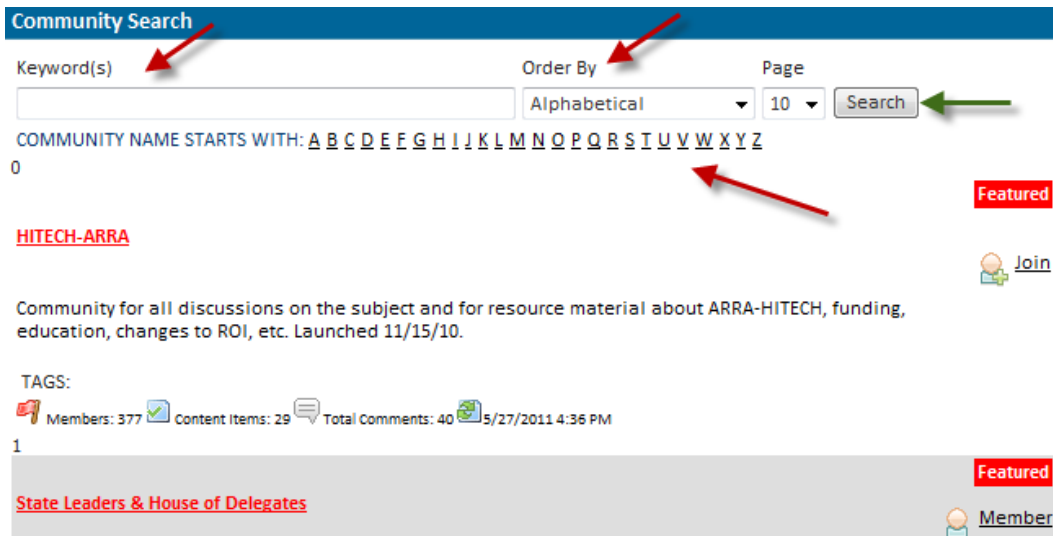 Community Search
Keyword(s) Order By Page
Alphabetical 10 Search
COMMUNITY NAME STARTS WITH: A B C D E F G H I J K L M N O P Q R S T U V W X Y Z
0
Featured
HITECH-ARRA
Join
Community for all discussions on the subject and for resource material about ARRA-HITECH, funding,
education, changes to ROI, etc. Launched 11/15/10.
TAGS:
Members: 377 Content Items: 29 Total Comments: 40 5/27/2011 4:36 PM
1
Featured
State Leaders & House of Delegates
Member